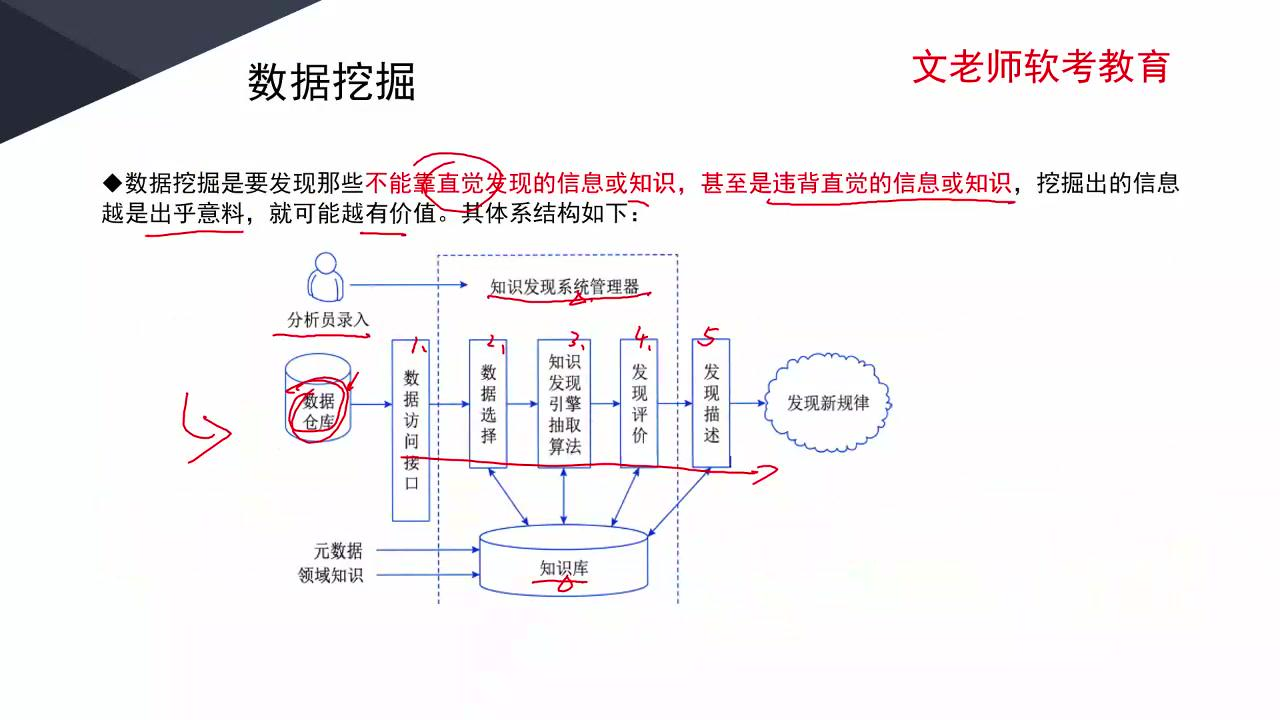 数据挖掘
文老师软考教育
◆数据挖掘是要发现那些不能靠直觉发现的信息或知识，甚至是违背直觉的信息或知识，挖掘出的信息
越是出乎意料，就可能越有价值。其体系结构如下：
知识发现系统管理器
分析员录入
1、
2、
3、
4、
5
数据仓库
数据访问接口
数据选择
知识发现引擎抽取算法
发现评价
发现描述
发现新规律
元数据
领域知识
知识库